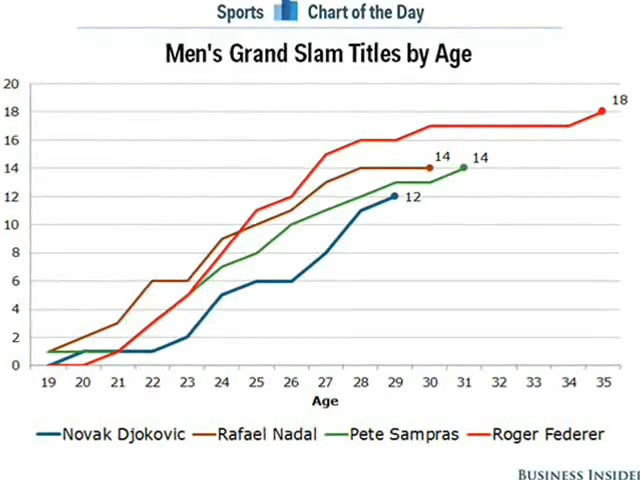 Sports Chart of the Day
Men's Grand Slam Titles by Age
20
18
16
14
12
10
8
6
4
2
0
18
14
14
12
19 20 21 22 23 24 25 26 27 28 29 30 31 32 33 34 35
Age
Novak Djokovic Rafael Nadal Pete Sampras Roger Federer
BUSINESS INSIDER